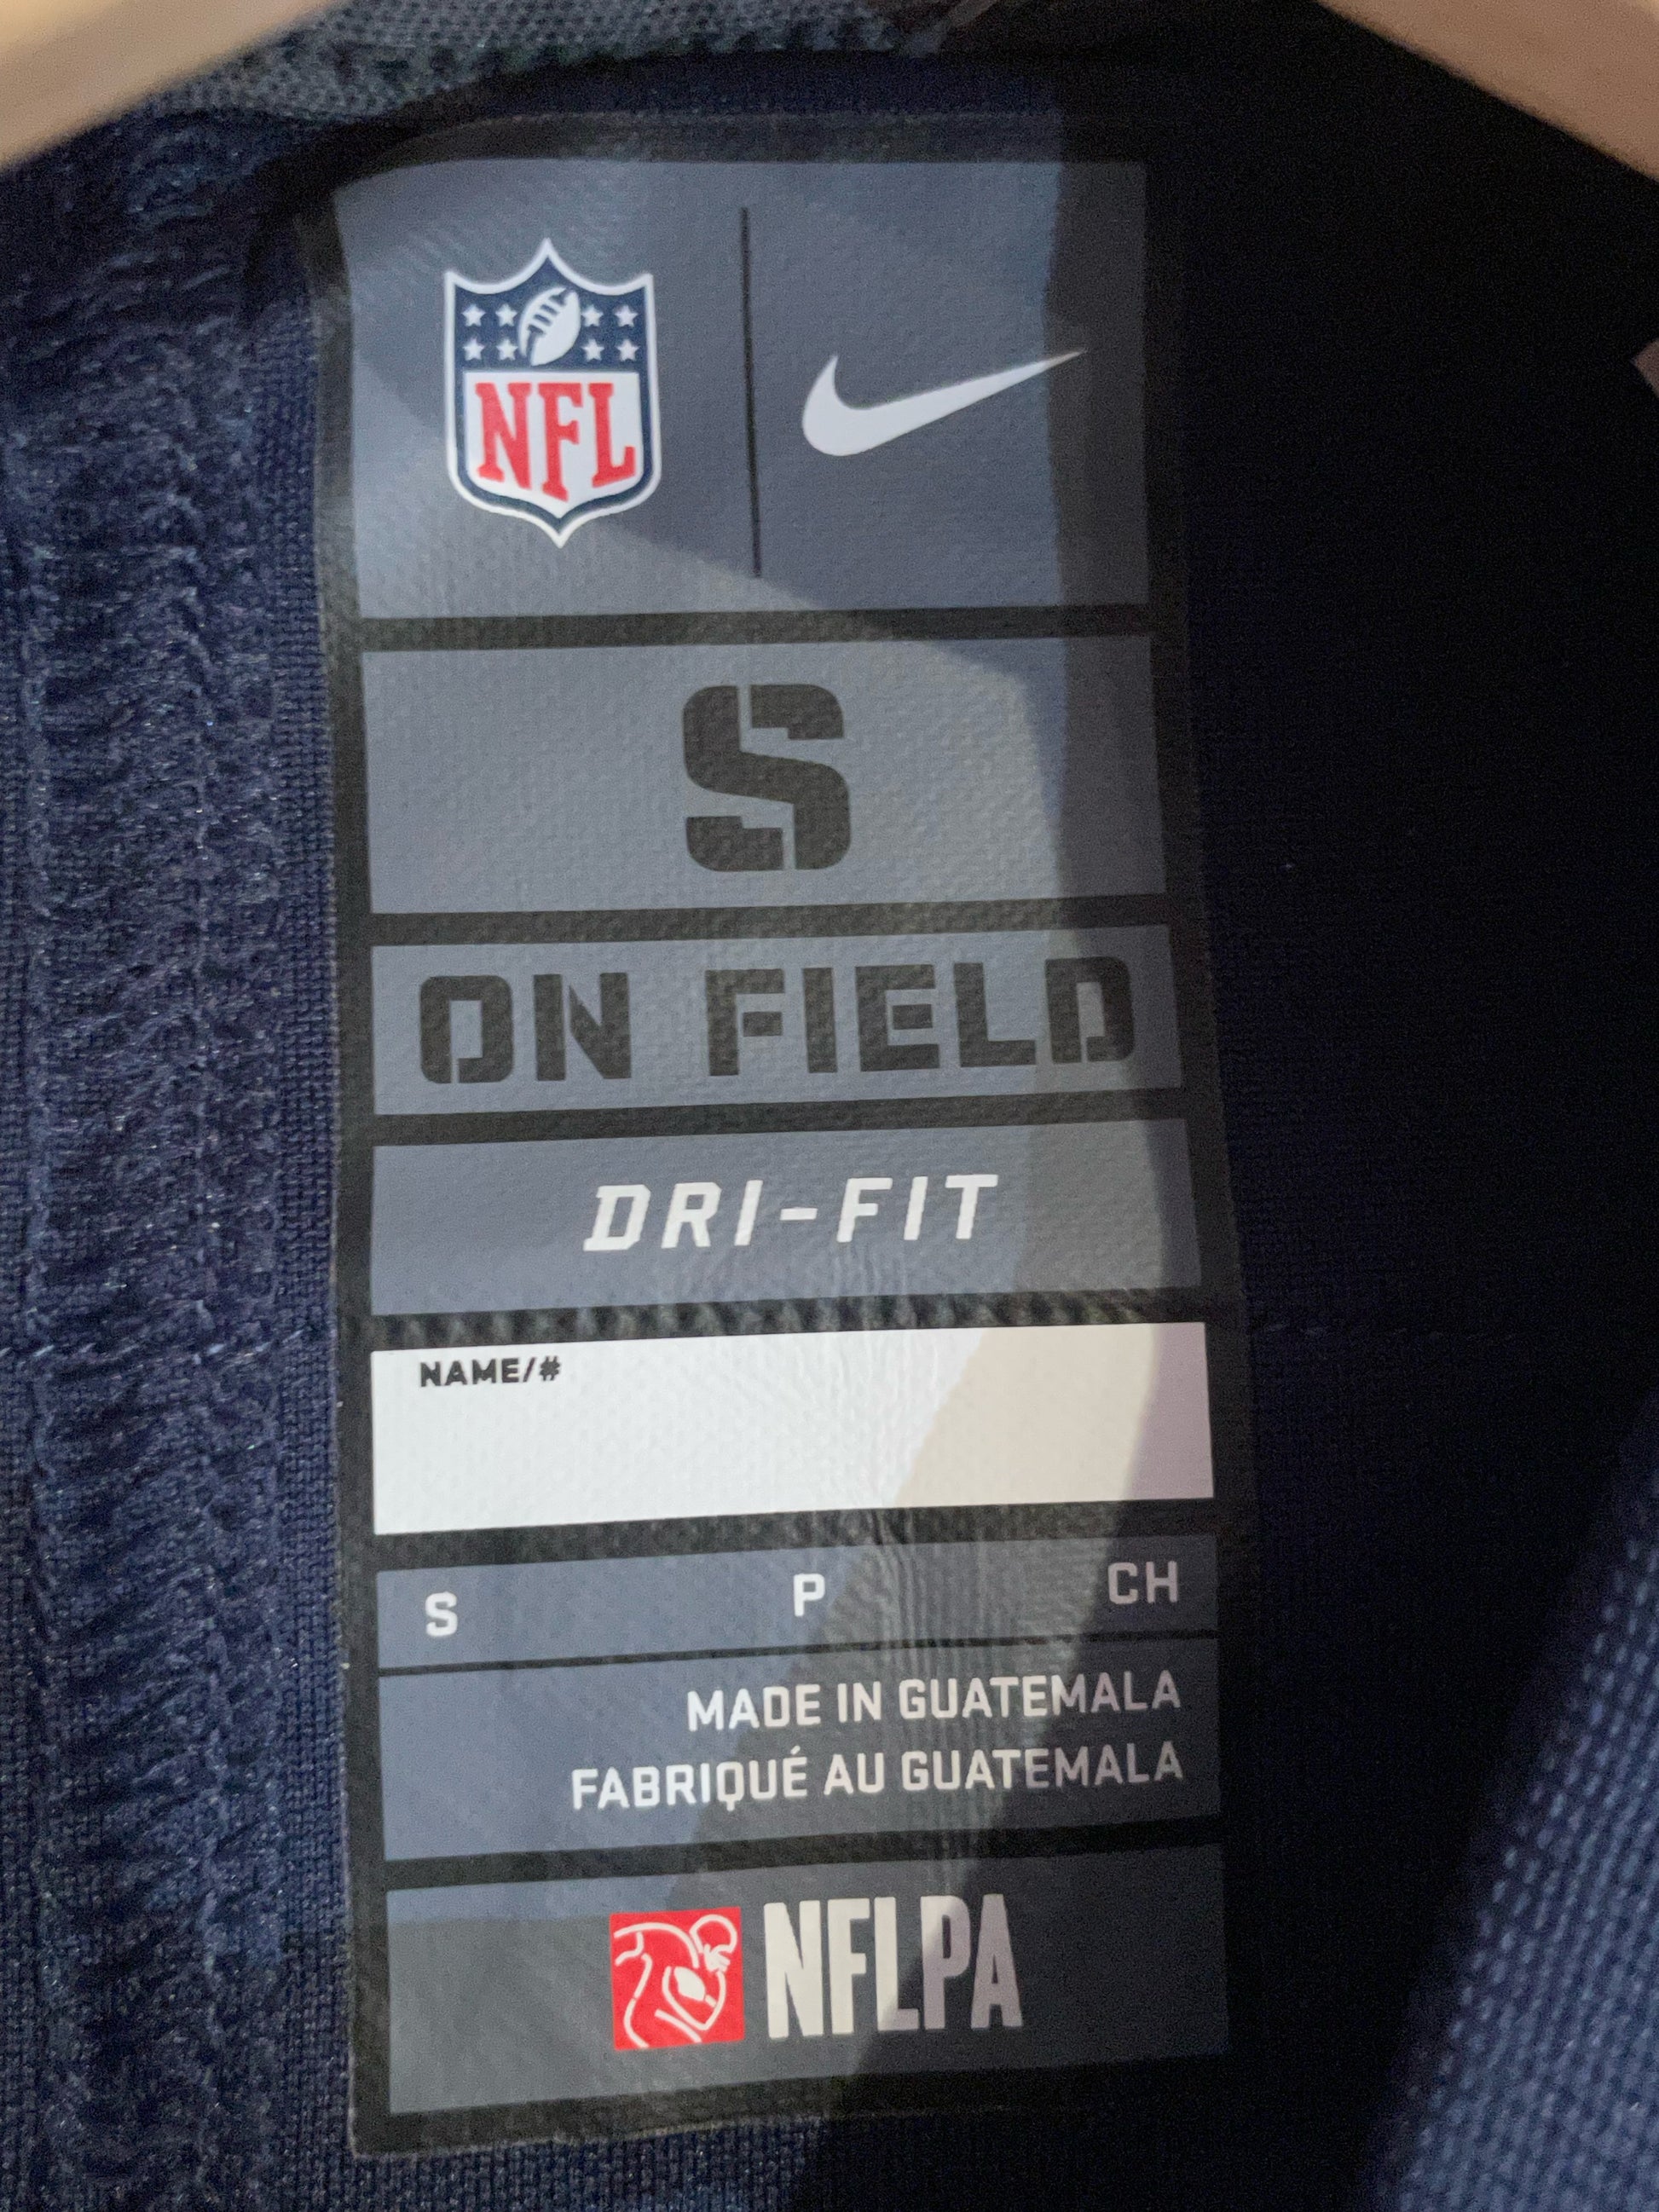 NFL
S
ON FIELD
DRI-FIT
NAME/#
S P CH
MADE IN GUATEMALA
FABRIQUÉ AU GUATEMALA
NFLPA